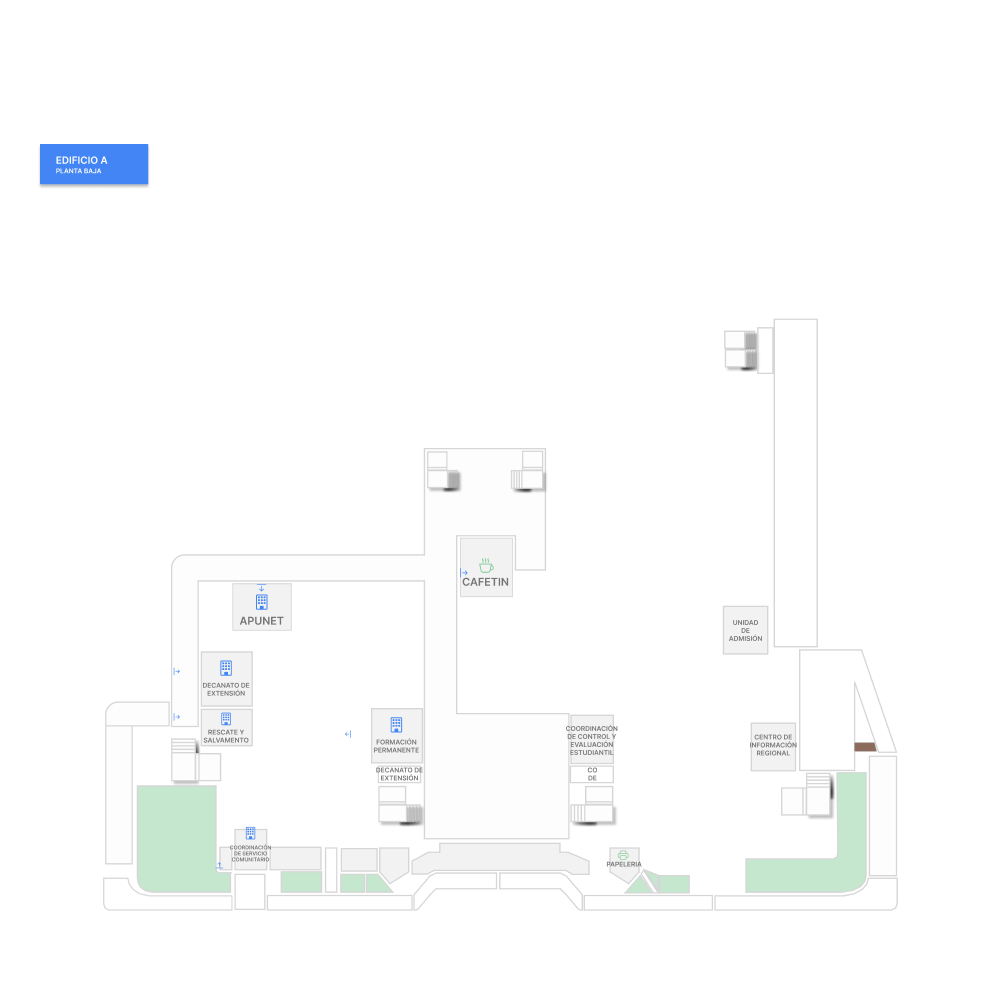 EDIFICIO A
PLANTA BAJA
CAFETIN
APUNET
UNIDAD
DE
ADMISIÓN
DECANATO DE
EXTENSIÓN
RESCATE Y
SALVAMENTO
FORMACIÓN
PERMANENTE
DECANATO DE
EXTENSIÓN
COORDINACIÓN
DE CONTROL Y
EVALUACION
ESTUDIANTIL
CO
DE
CENTRO DE
INFORMACIÓN
REGIONAL
COORDINACIÓN
DE SERVICIO
COMUNITARIO
PAPELERIA